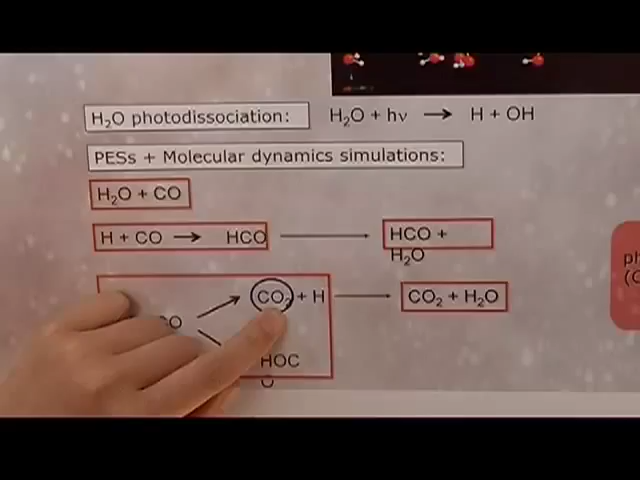 H₂O photodissociation: H₂O + hν → H + OH
PESs + Molecular dynamics simulations:
H₂O + CO
H + CO → HCO → HCO +
H₂O
CO₂ + H → CO₂ + H₂O
CO
HOC
O